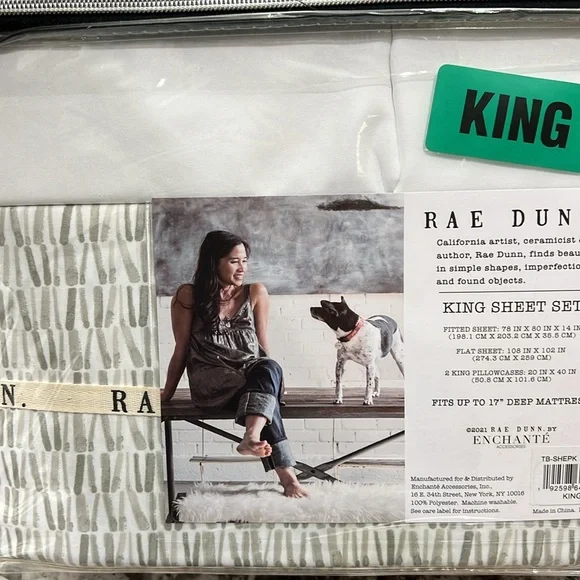 KING
RAE DUN
California artist, ceramicist
author, Rae Dunn, finds
in simple shapes,
and found objects.
KING SHEET SET
FITTED SHEET: 78 IN X 80 IN X 14
(198.1 CM X 203.2 CM X 35.5 CM)
FLAT SHEET: 108 IN X 102 IN
(274.3 CM X 259 CM)
2 KING PILLOWCASES: 20 IN X 40 IN
(50.8 CM X 101.6 CM)
FITS UP TO 17" DEEP
N. RA
©2021 RAE DUNN. BY
ENCHANTÉ
ACCESSORIES
TB-SHEPK
Manufactured for & Distributed by
Enchanté Accessories, Inc.,
16 E. 34th Street, New York, NY 10016
100% Polyester. Machine washable.
See care label for instructions.
KING
Made in China.